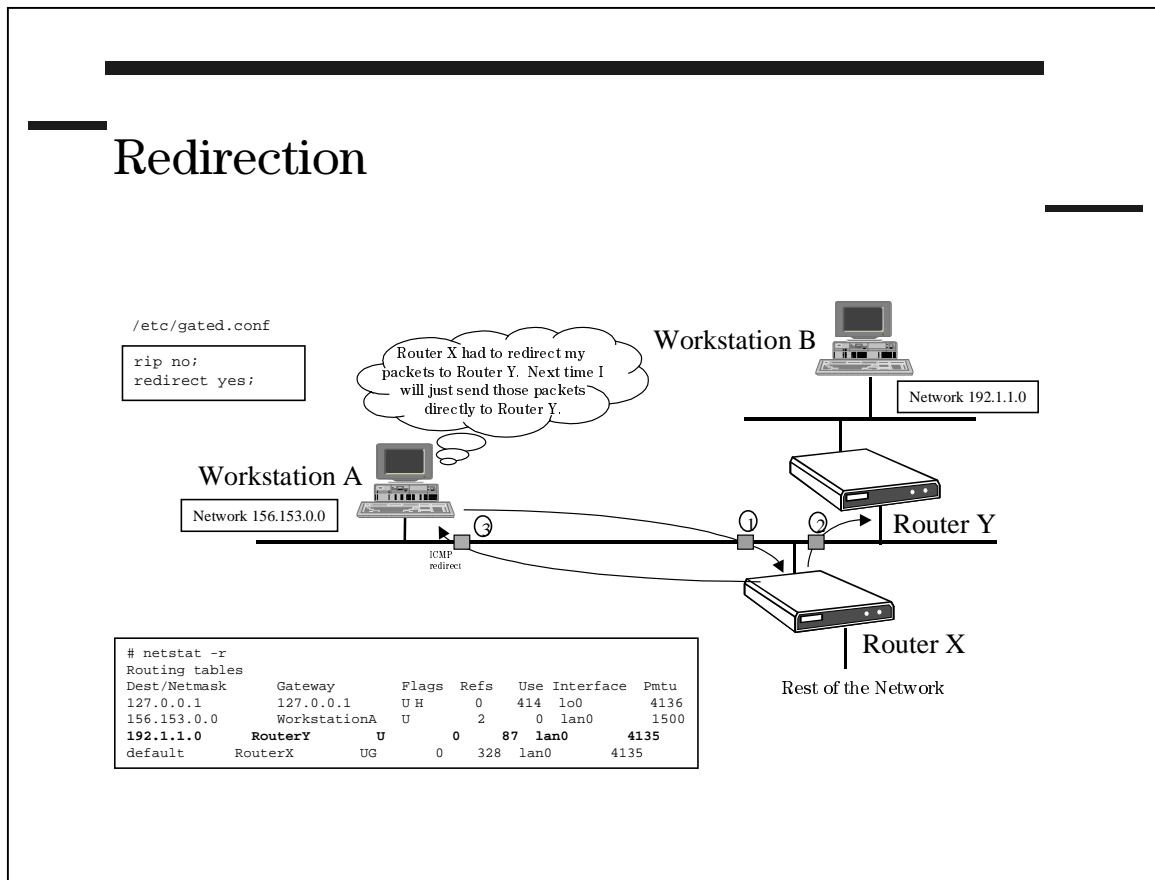 Redirection
/etc/gated.conf
rip no;
redirect yes;
Router X had to redirect my
packets to Router Y. Next time I
will just send those packets
directly to Router Y.
Workstation B
Network 192.1.1.0
Workstation A
Network 156.153.0.0
3
1
2
Router Y
ICMP
redirect
Router X
Rest of the Network
# netstat -r
Routing tables
Dest/Netmask Gateway Flags Refs Use Interface Pmtu
127.0.0.1 127.0.0.1 U H 0 414 lo0 4136
156.153.0.0 WorkstationA U 2 0 lan0 1500
192.1.1.0 RouterY U 0 87 lan0 4135
default RouterX UG 0 328 lan0 4135